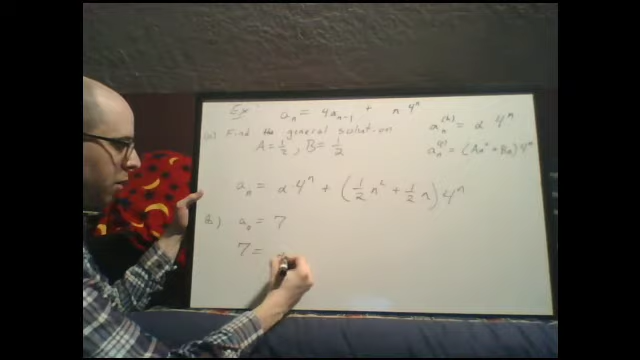 Ex: aₙ = 4aₙ₋₁ + n 4ⁿ
(a) Find the general solution
A = 1/2, B = 1/2
aₙ⁽ʰ⁾ = α 4ⁿ
aₙ⁽ᵖ⁾ = (An² + Bn) 4ⁿ
aₙ = α · 4ⁿ + (1/2 n² + 1/2 n) 4ⁿ
a₀ = 7
7 =